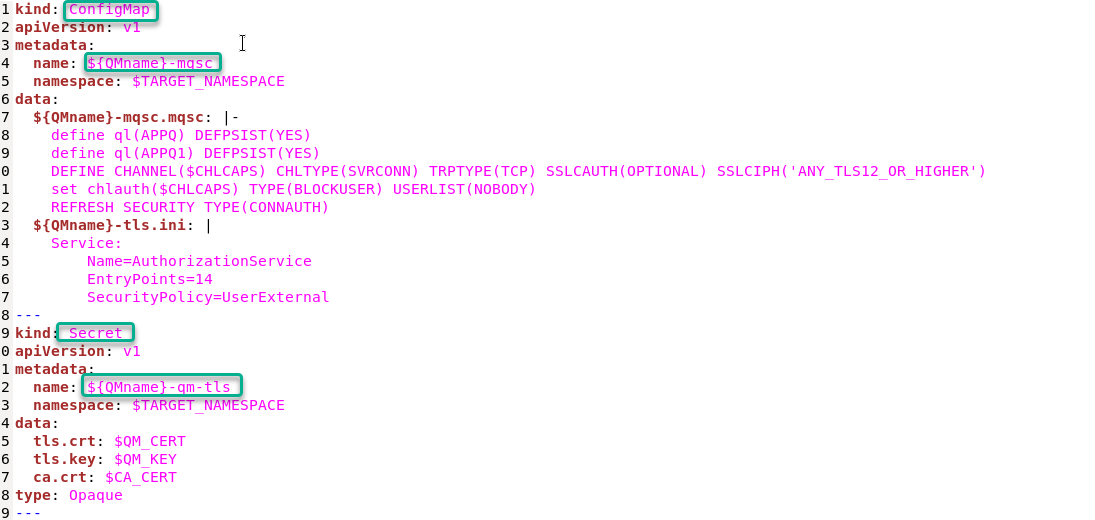 1 kind: ConfigMap
2 apiVersion: v1
3 metadata:
4   name: ${QMname}-mqsc
5   namespace: $TARGET_NAMESPACE
6 data:
7   ${QMname}-mqsc.mqsc: |-
8     define ql(APPQ) DEFPSIST(YES)
9     define ql(APPQ1) DEFPSIST(YES)
0     DEFINE CHANNEL($CHLCAPS) CHLTYPE(SVRCONN) TRPTYPE(TCP) SSLCAUTH(OPTIONAL) SSLCIPH('ANY_TLS12_OR_HIGHER')
1     set chlauth($CHLCAPS) TYPE(BLOCKUSER) USERLIST(NOBODY)
2     REFRESH SECURITY TYPE(CONNAUTH)
3   ${QMname}-tls.ini: |
4     Service:
5         Name=AuthorizationService
6         EntryPoints=14
7         SecurityPolicy=UserExternal
8 ---
9 kind: Secret
0 apiVersion: v1
1 metadata:
2   name: ${QMname}-qm-tls
3   namespace: $TARGET_NAMESPACE
4 data:
5   tls.crt: $QM_CERT
6   tls.key: $QM_KEY
7   ca.crt: $CA_CERT
8 type: Opaque
9 ---